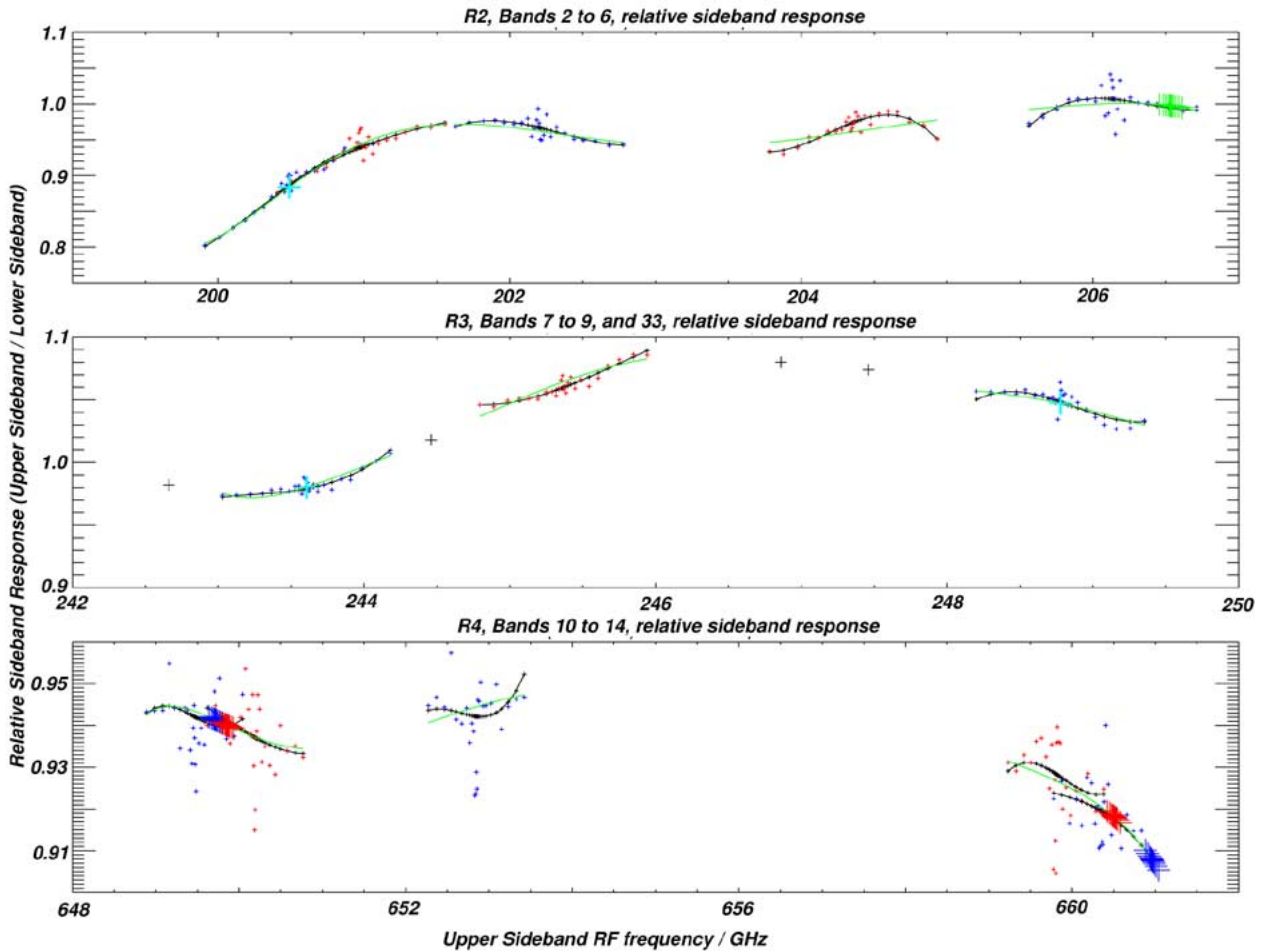 R2, Bands 2 to 6, relative sideband response
1.1
1.0
0.9
0.8
200 202 204 206
R3, Bands 7 to 9, and 33, relative sideband response
1.1
1.0
0.9
242 244 246 248 250
R4, Bands 10 to 14, relative sideband response
0.95
0.93
0.91
648 652 656 660
Upper Sideband RF frequency / GHz
Relative Sideband Response (Upper Sideband / Lower Sideband)